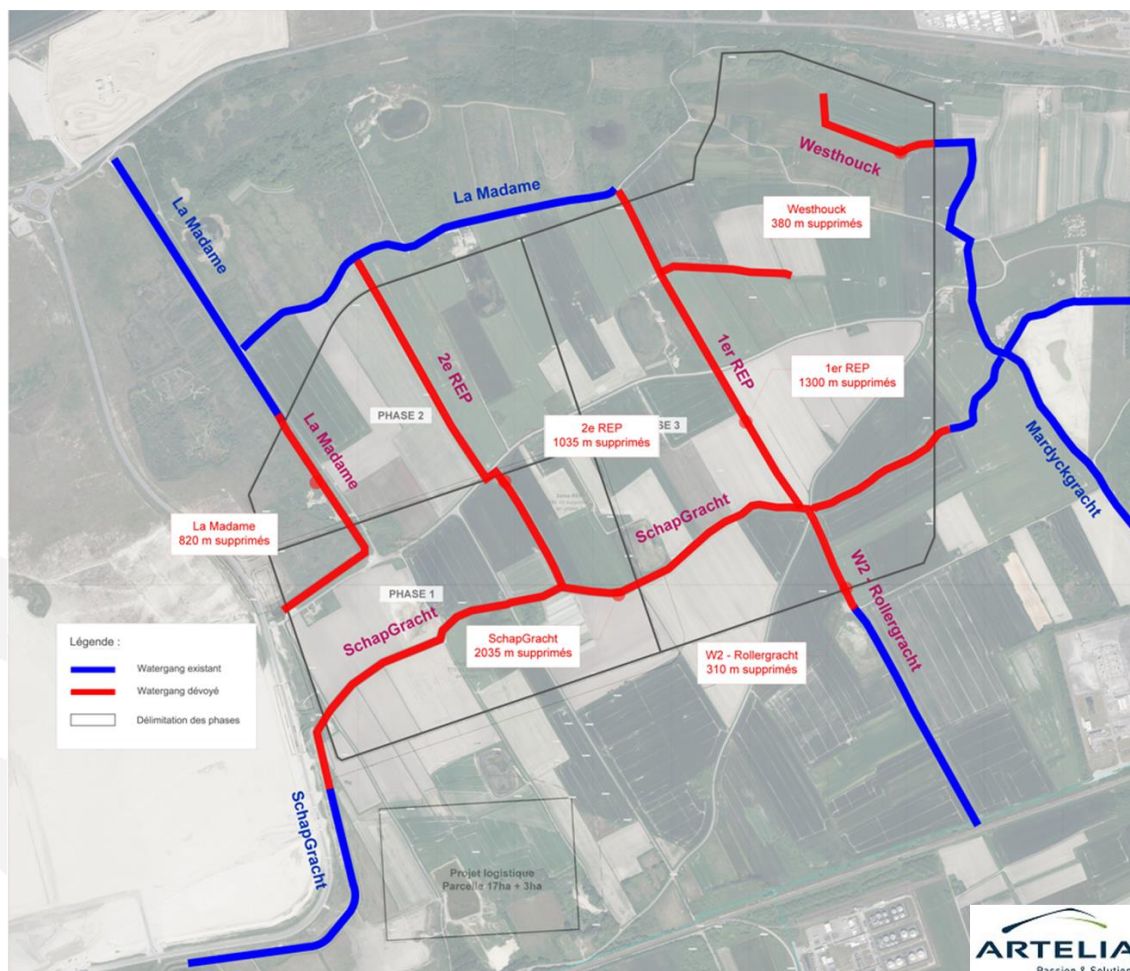 Westhouck
La Madame
La Madame
Westhouck
380 m supprimés
2e REP
1er REP
1er REP
1300 m supprimés
La Madame
PHASE 2
2e REP
1035 m supprimés
SE 3
Mardyckgracht
SchapGracht
La Madame
820 m supprimés
W2 - Rollergracht
PHASE 1
SchapGracht
SchapGracht
2035 m supprimés
W2 - Rollergracht
310 m supprimés
Légende :
Watergang existant
Watergang dévoyé
Délimitation des phases
SchapGracht
Projet logistique
Parcelle 17ha + 3ha
ARTELIA